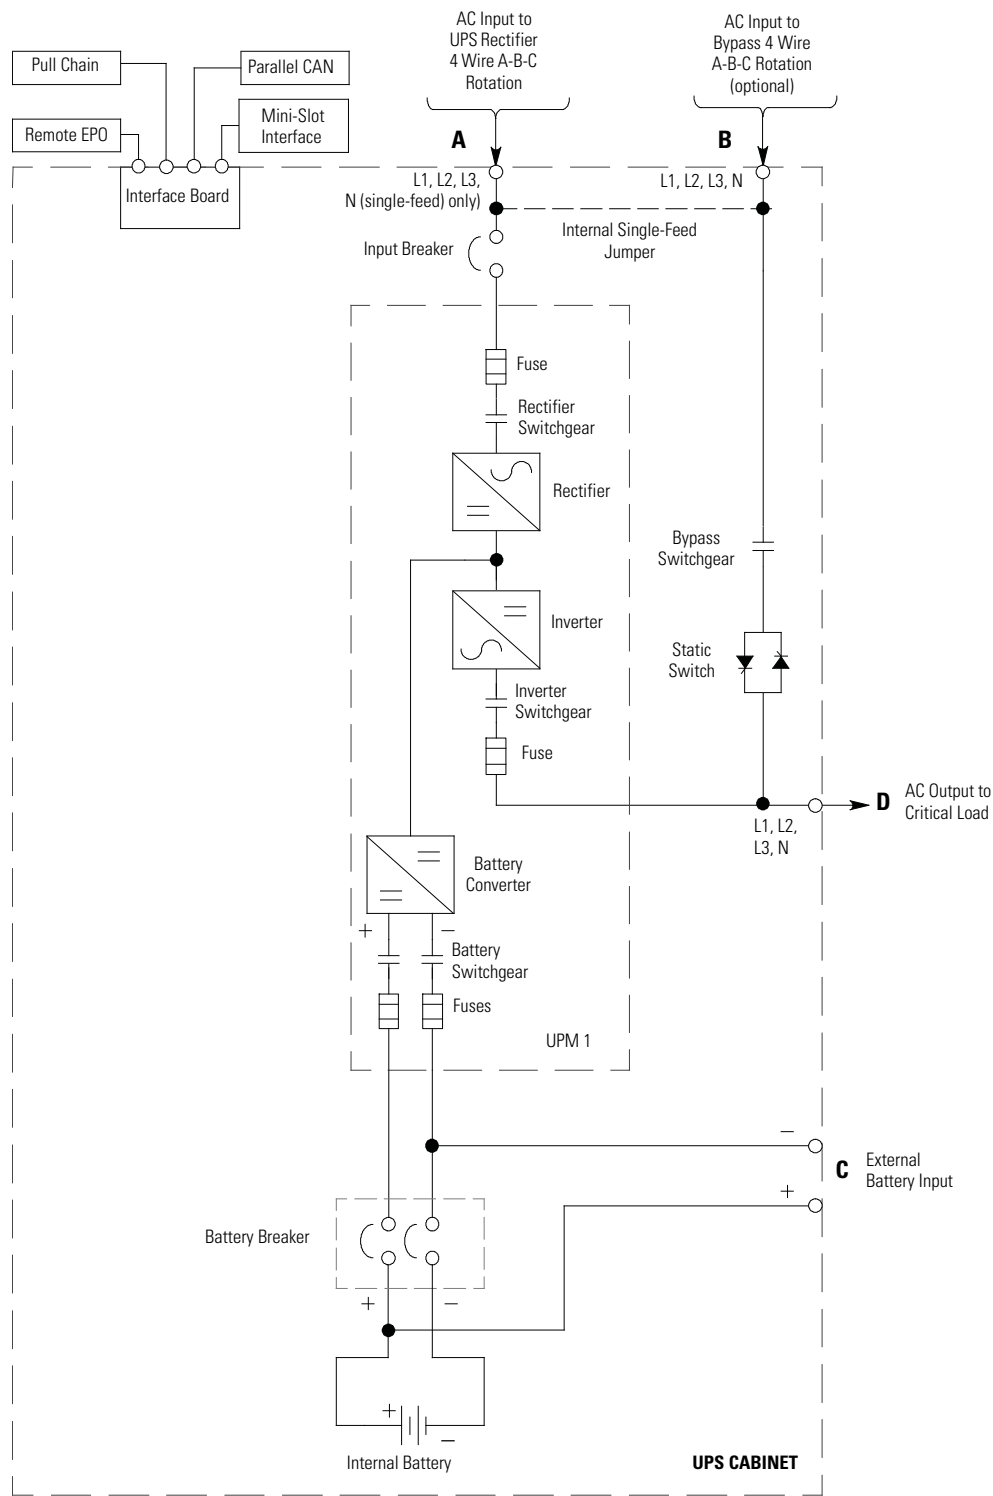 AC Input to
UPS Rectifier
4 Wire A-B-C
Rotation
AC Input to
Bypass 4 Wire
A-B-C Rotation
(optional)
Pull Chain
Parallel CAN
Remote EPO
Mini-Slot
Interface
A
B
Interface Board
L1, L2, L3,
N (single-feed) only)
L1, L2, L3, N
Internal Single-Feed
Jumper
Input Breaker
Fuse
Rectifier
Switchgear
Rectifier
Bypass
Switchgear
Inverter
Static
Switch
Inverter
Switchgear
Fuse
D
AC Output to
Critical Load
L1, L2,
L3, N
Battery
Converter
+
−
Battery
Switchgear
Fuses
UPM 1
−
C
External
Battery Input
+
Battery Breaker
+
−
+
−
Internal Battery
UPS CABINET